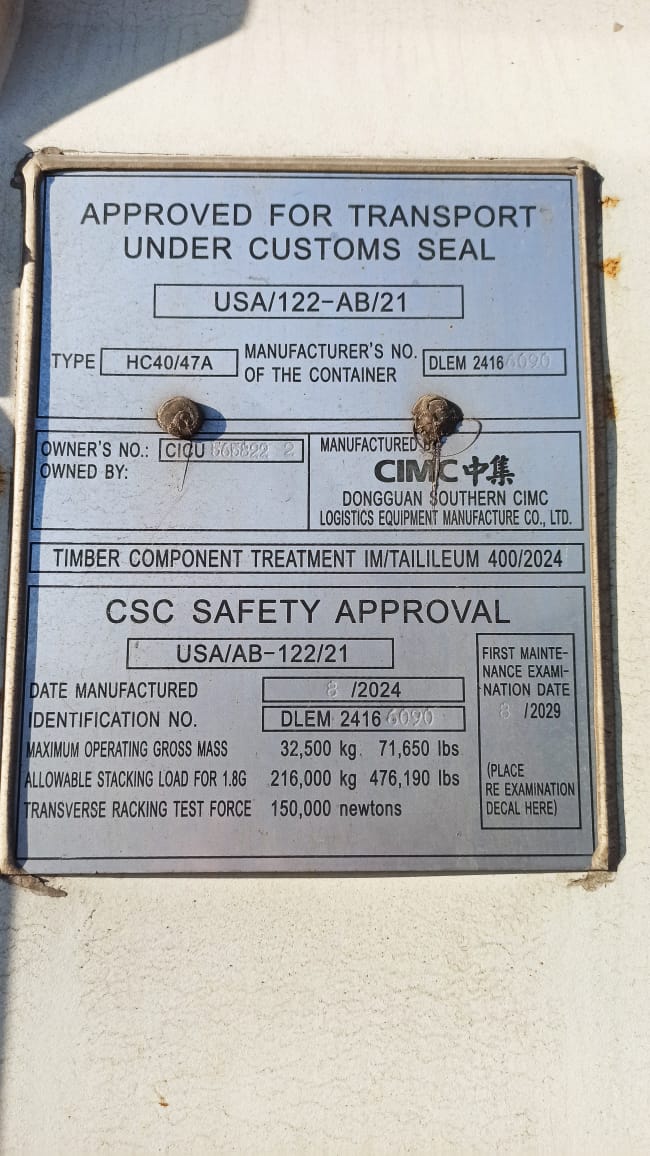 APPROVED FOR TRANSPORT
UNDER CUSTOMS SEAL
USA/122-AB/21
TYPE HC40/47A MANUFACTURER'S NO. OF THE CONTAINER DLEM 2416 6090
OWNER'S NO.: CICU 565822 2
OWNED BY:
MANUFACTURED BY
CIMC 中集
DONGGUAN SOUTHERN CIMC
LOGISTICS EQUIPMENT MANUFACTURE CO., LTD.
TIMBER COMPONENT TREATMENT IM/TAILILEUM 400/2024
CSC SAFETY APPROVAL
USA/AB-122/21
DATE MANUFACTURED 8 /2024
IDENTIFICATION NO. DLEM 2416 6090
MAXIMUM OPERATING GROSS MASS 32,500 kg. 71,650 lbs
ALLOWABLE STACKING LOAD FOR 1.8G 216,000 kg 476,190 lbs
TRANSVERSE RACKING TEST FORCE 150,000 newtons
FIRST MAINTE-
NANCE EXAMI-
NATION DATE
8 /2029
(PLACE
RE EXAMINATION
DECAL HERE)